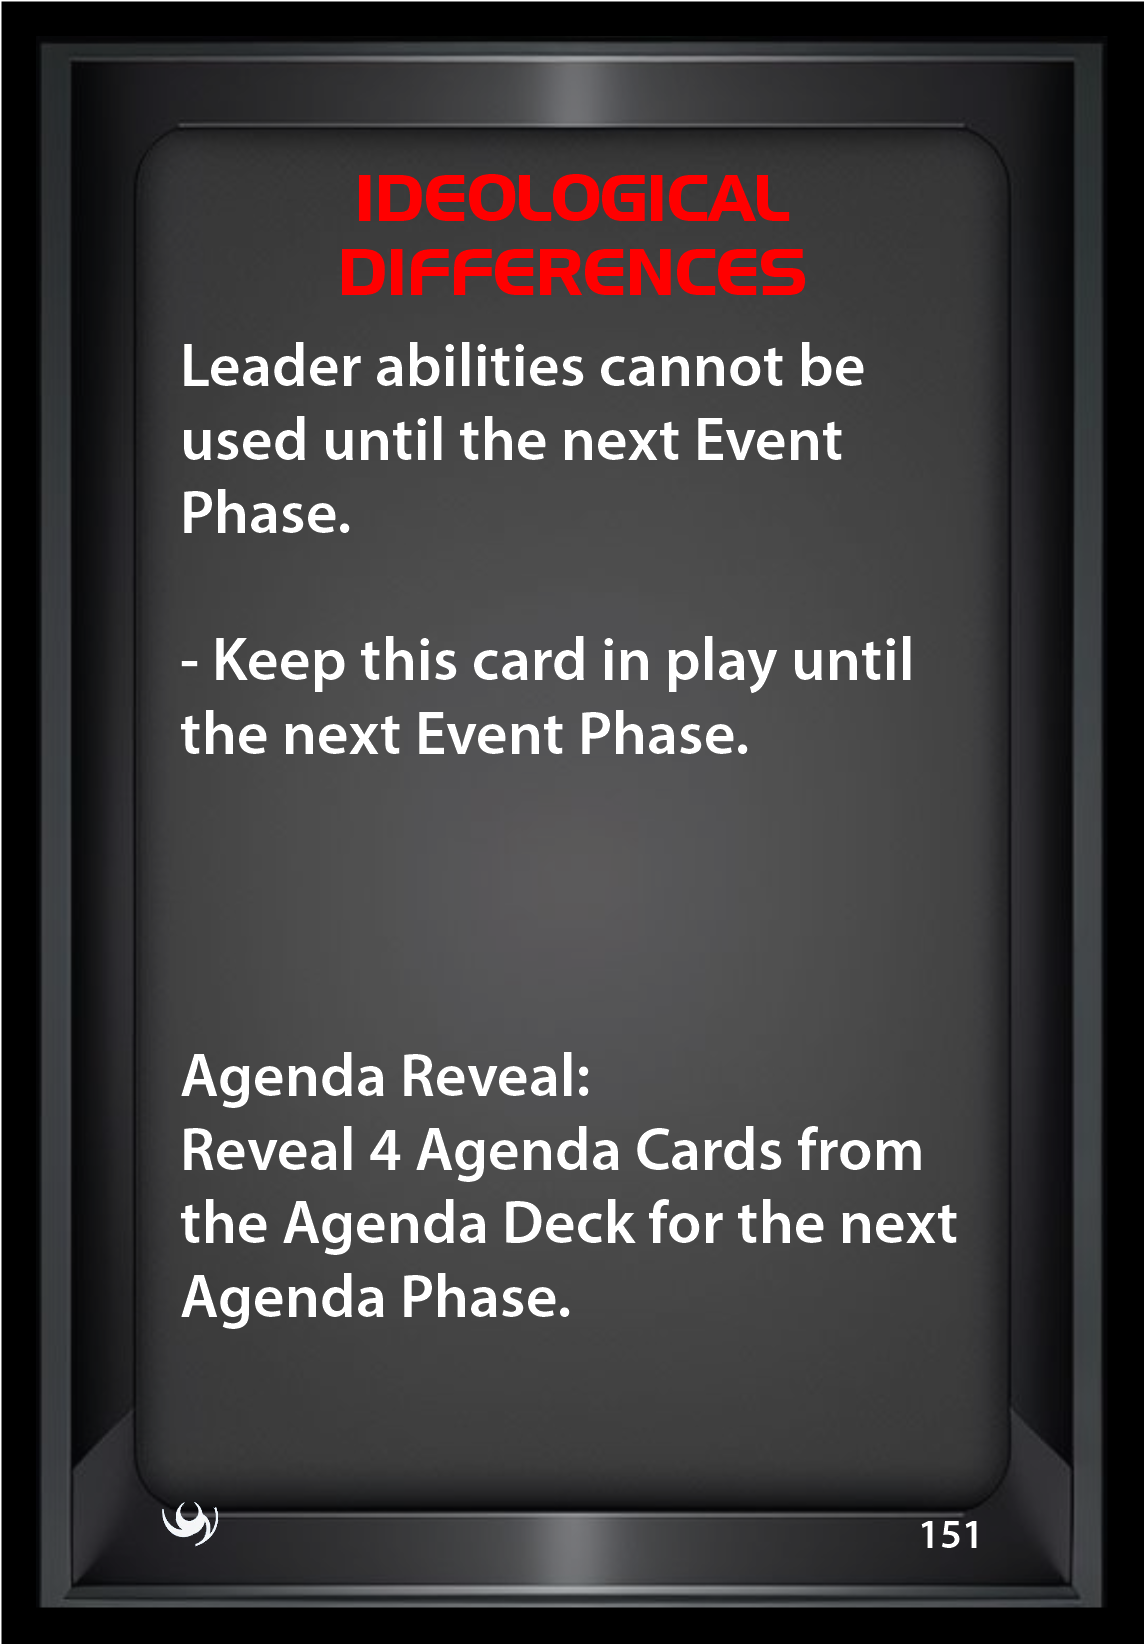 IDEOLOGICAL
DIFFERENCES
Leader abilities cannot be
used until the next Event
Phase.
- Keep this card in play until
the next Event Phase.
Agenda Reveal:
Reveal 4 Agenda Cards from
the Agenda Deck for the next
Agenda Phase.
151